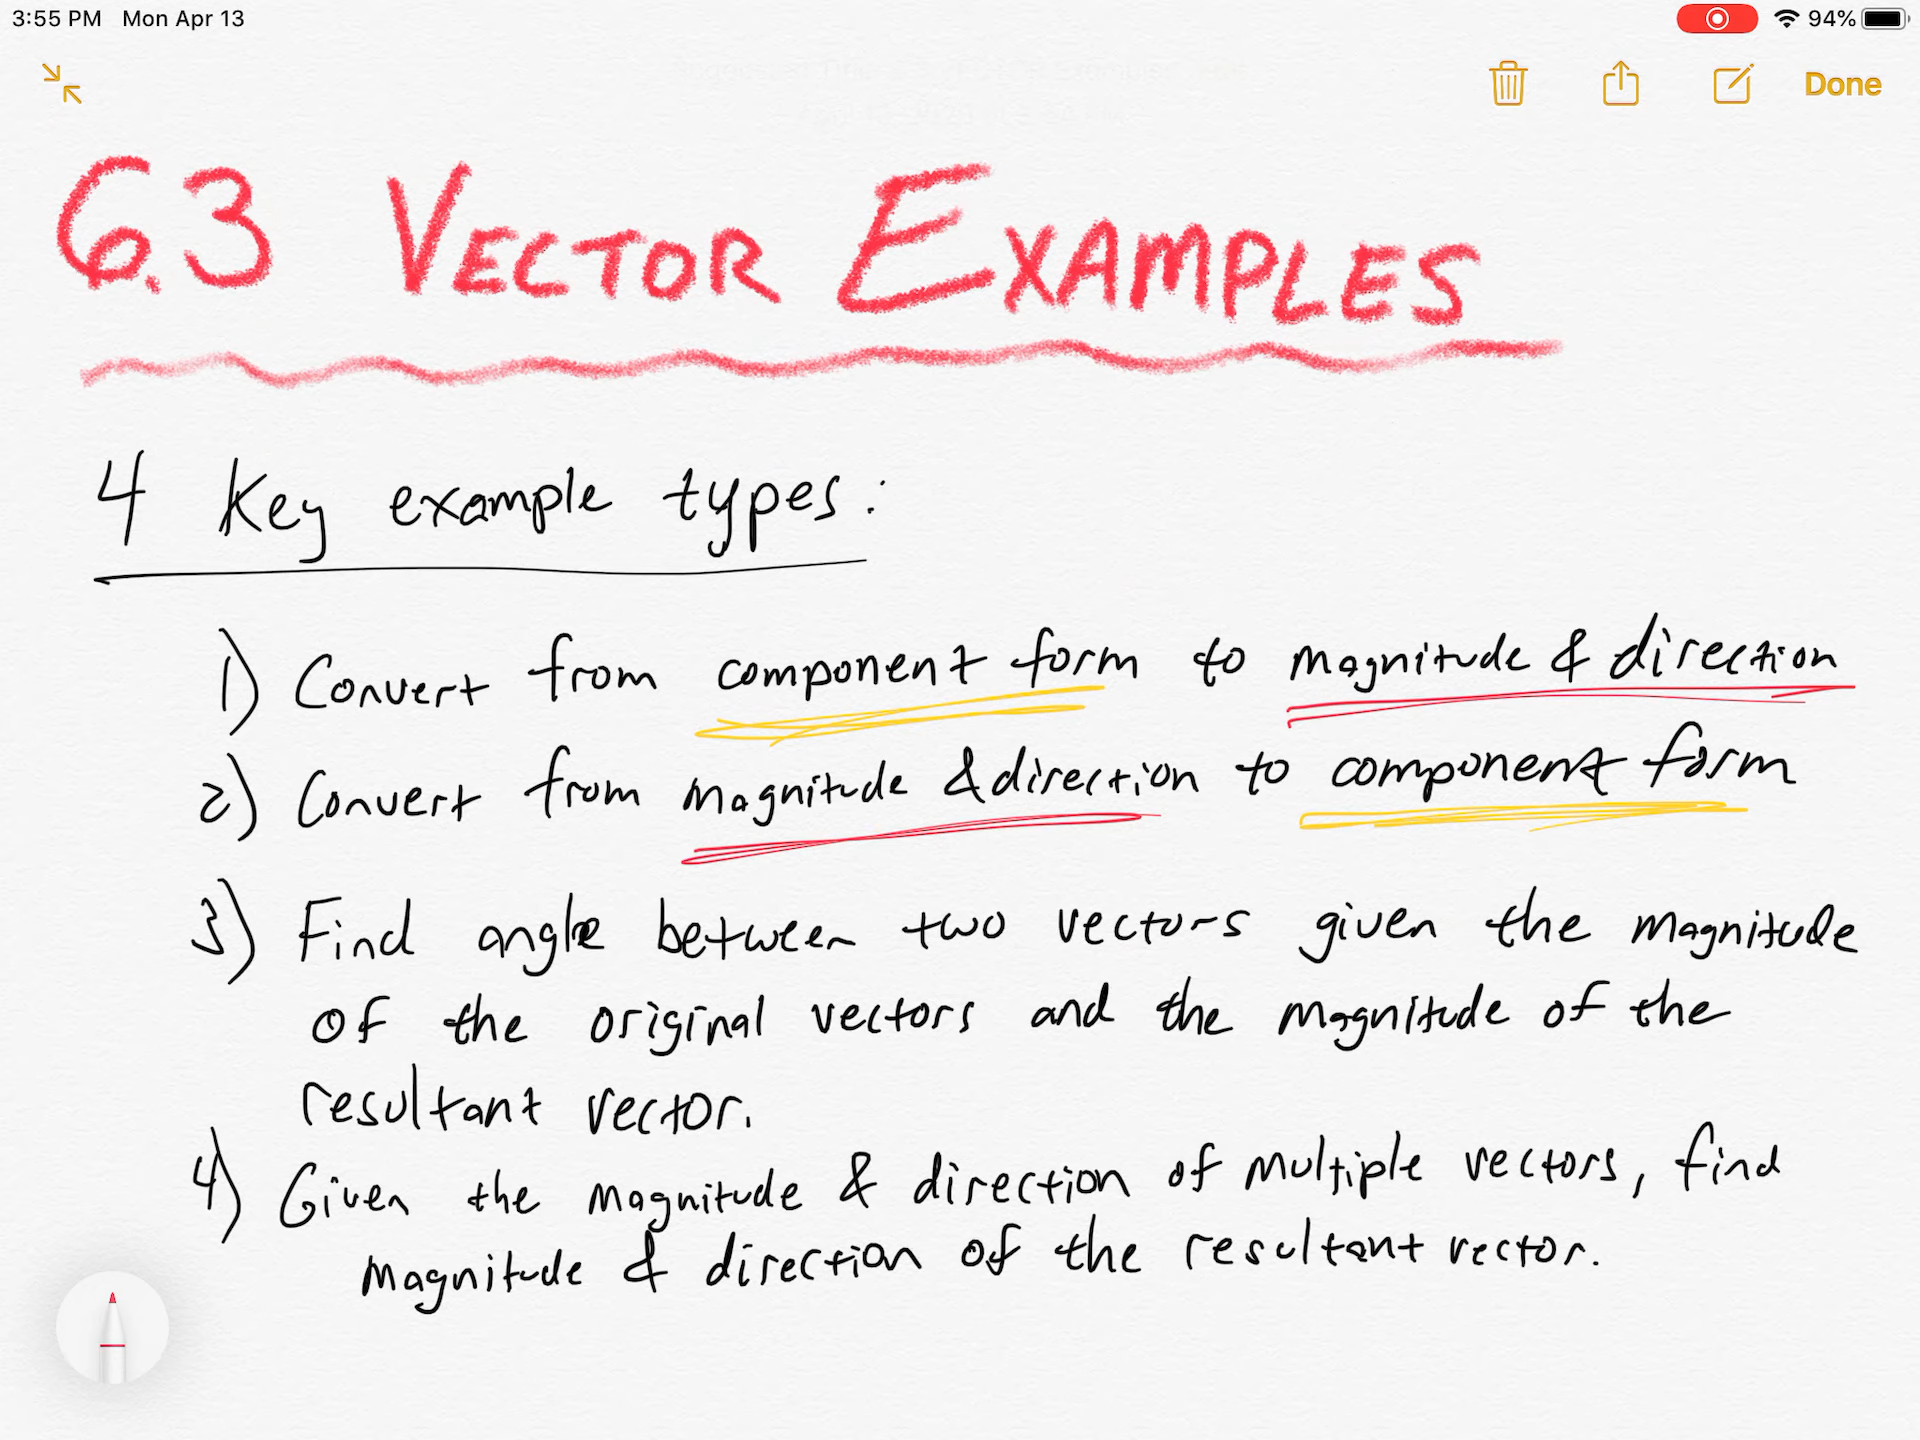 3:55 PM Mon Apr 13
94%
Done
6.3 VECTOR EXAMPLES
4 Key example types:
1) Convert from component form to magnitude & direction
2) Convert from magnitude & direction to component form
3) Find angle between two vectors given the magnitude
of the original vectors and the magnitude of the
resultant vector.
4) Given the magnitude & direction of multiple vectors, find
magnitude & direction of the resultant vector.